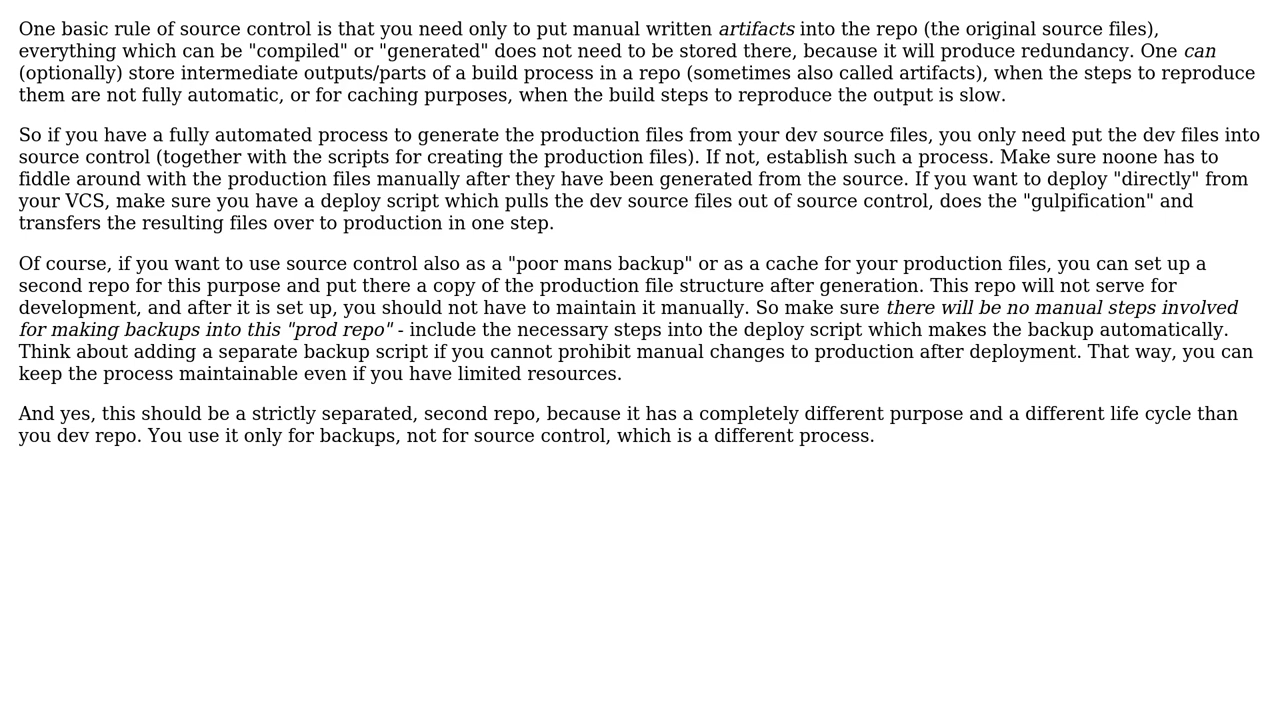 One basic rule of source control is that you need only to put manual written artifacts into the repo (the original source files),
everything which can be "compiled" or "generated" does not need to be stored there, because it will produce redundancy. One can
(optionally) store intermediate outputs/parts of a build process in a repo (sometimes also called artifacts), when the steps to reproduce
them are not fully automatic, or for caching purposes, when the build steps to reproduce the output is slow.
So if you have a fully automated process to generate the production files from your dev source files, you only need put the dev files into
source control (together with the scripts for creating the production files). If not, establish such a process. Make sure noone has to
fiddle around with the production files manually after they have been generated from the source. If you want to deploy "directly" from
your VCS, make sure you have a deploy script which pulls the dev source files out of source control, does the "gulpification" and
transfers the resulting files over to production in one step.
Of course, if you want to use source control also as a "poor mans backup" or as a cache for your production files, you can set up a
second repo for this purpose and put there a copy of the production file structure after generation. This repo will not serve for
development, and after it is set up, you should not have to maintain it manually. So make sure there will be no manual steps involved
for making backups into this "prod repo" - include the necessary steps into the deploy script which makes the backup automatically.
Think about adding a separate backup script if you cannot prohibit manual changes to production after deployment. That way, you can
keep the process maintainable even if you have limited resources.
And yes, this should be a strictly separated, second repo, because it has a completely different purpose and a different life cycle than
you dev repo. You use it only for backups, not for source control, which is a different process.